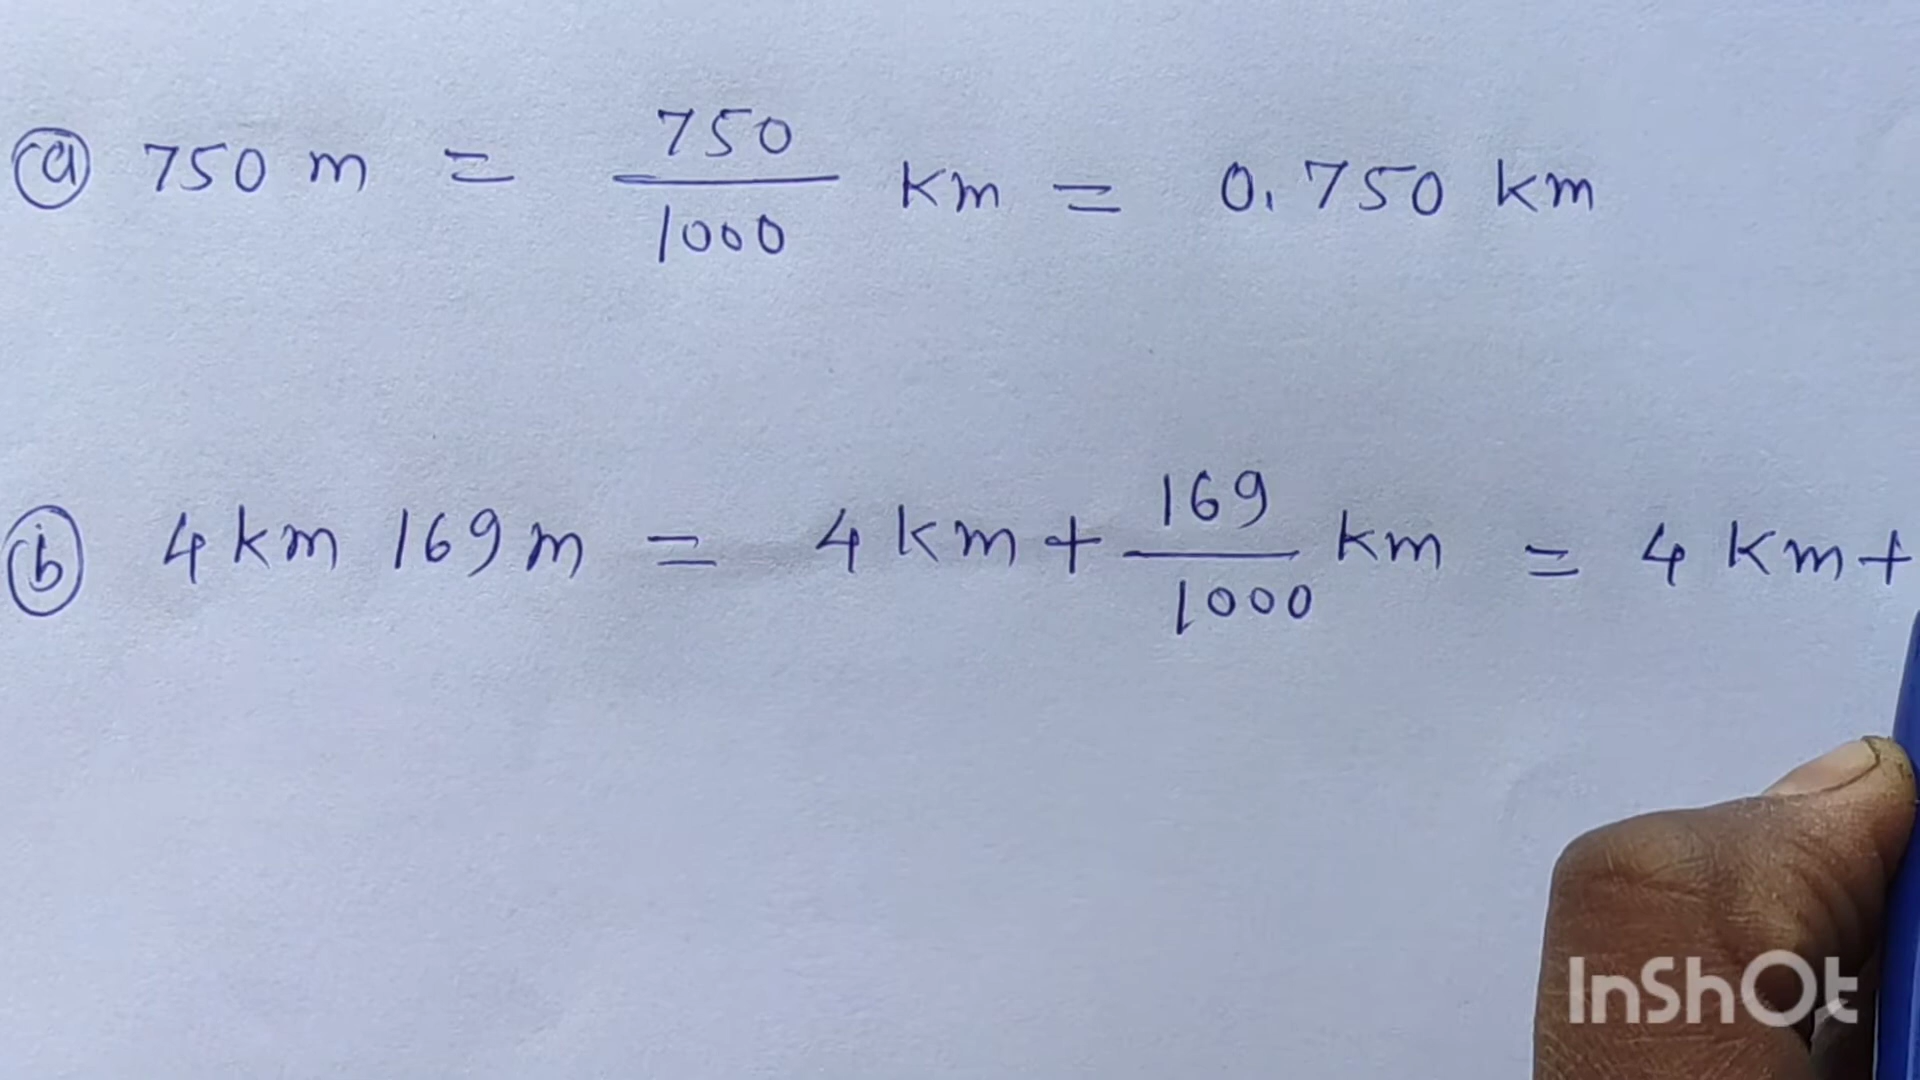 (a) 750 m = 750/1000 Km = 0.750 km
(b) 4 km 169 m = 4 km + 169/1000 km = 4 Km +
InShOt